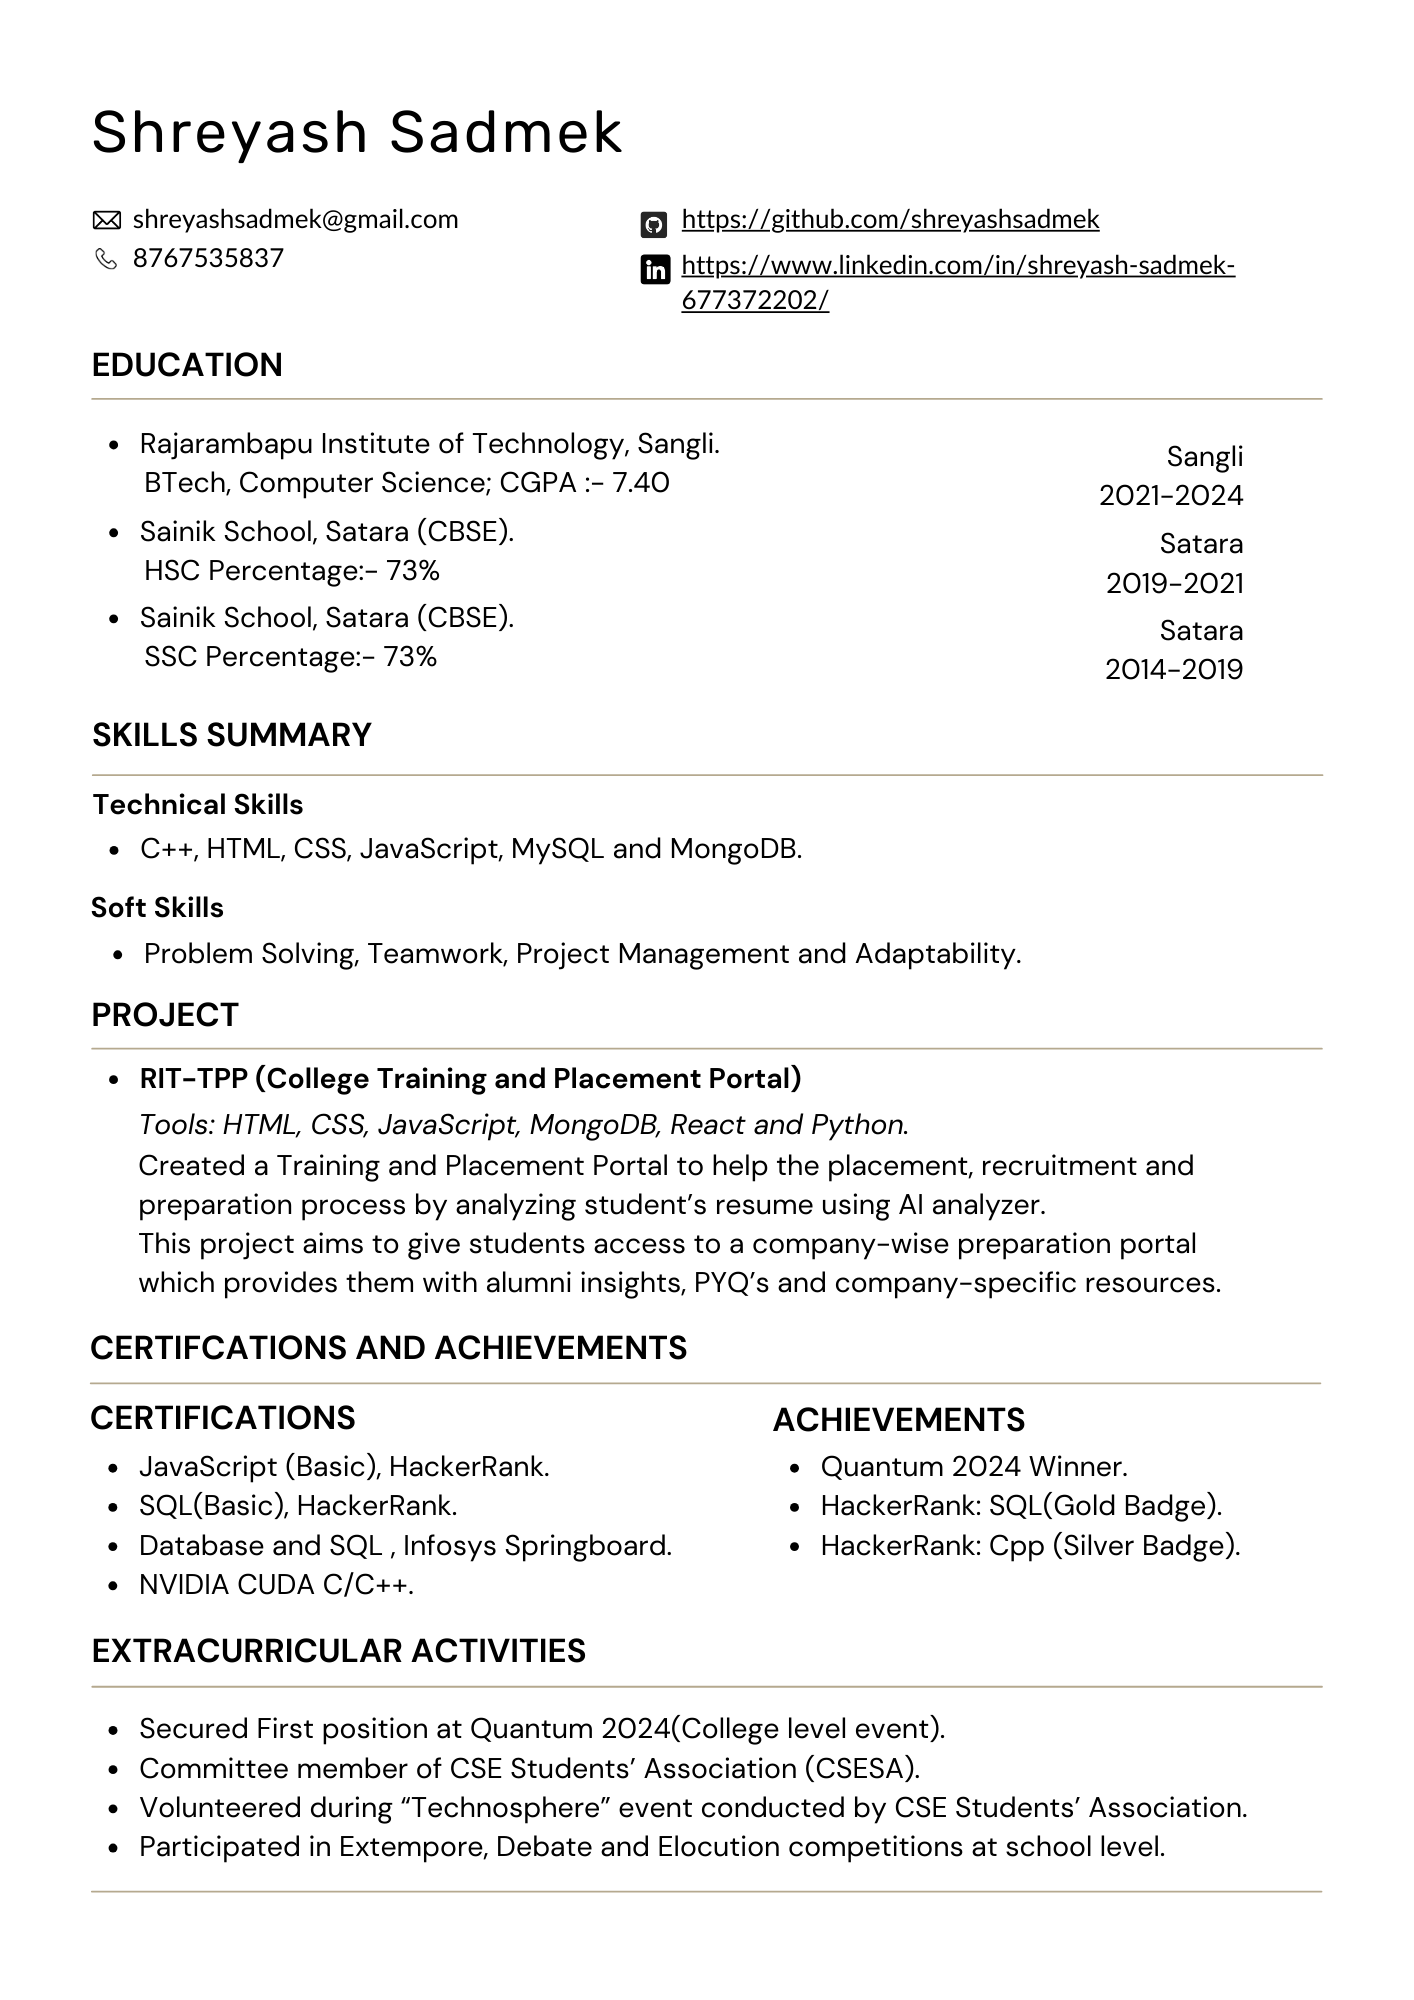 Shreyash Sadmek
shreyashsadmek@gmail.com
8767535837
https://github.com/shreyashsadmek
https://www.linkedin.com/in/shreyash-sadmek-
677372202/
EDUCATION
• Rajarambapu Institute of Technology, Sangli.
BTech, Computer Science; CGPA :- 7.40
Sangli
2021-2024
• Sainik School, Satara (CBSE).
HSC Percentage:- 73%
Satara
2019-2021
• Sainik School, Satara (CBSE).
SSC Percentage:- 73%
Satara
2014-2019
SKILLS SUMMARY
Technical Skills
• C++, HTML, CSS, JavaScript, MySQL and MongoDB.
Soft Skills
• Problem Solving, Teamwork, Project Management and Adaptability.
PROJECT
• RIT-TPP (College Training and Placement Portal)
Tools: HTML, CSS, JavaScript, MongoDB, React and Python.
Created a Training and Placement Portal to help the placement, recruitment and
preparation process by analyzing student’s resume using AI analyzer.
This project aims to give students access to a company-wise preparation portal
which provides them with alumni insights, PYQ’s and company-specific resources.
CERTIFCATIONS AND ACHIEVEMENTS
CERTIFICATIONS
• JavaScript (Basic), HackerRank.
• SQL(Basic), HackerRank.
• Database and SQL , Infosys Springboard.
• NVIDIA CUDA C/C++.
ACHIEVEMENTS
• Quantum 2024 Winner.
• HackerRank: SQL(Gold Badge).
• HackerRank: Cpp (Silver Badge).
EXTRACURRICULAR ACTIVITIES
• Secured First position at Quantum 2024(College level event).
• Committee member of CSE Students’ Association (CSESA).
• Volunteered during “Technosphere” event conducted by CSE Students’ Association.
• Participated in Extempore, Debate and Elocution competitions at school level.